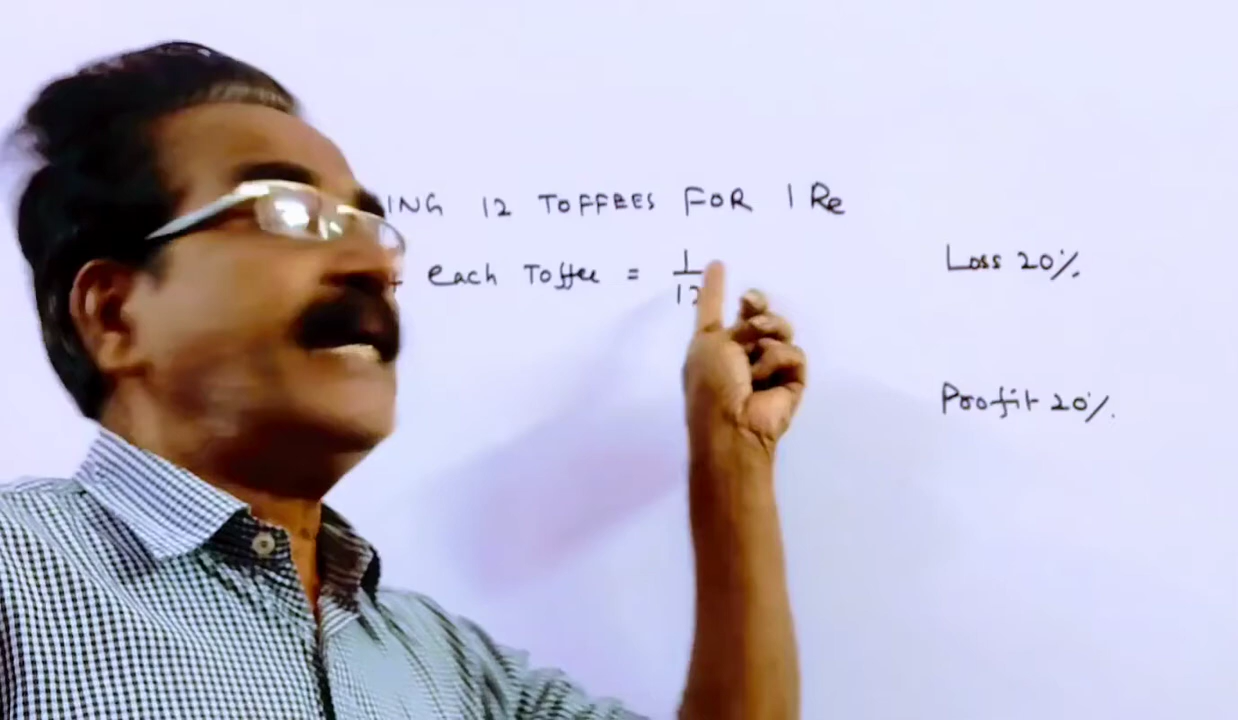 ING 12 TOFFEES FOR 1 Re
each Toffee = 1/12
Loss 20%
Profit 20%